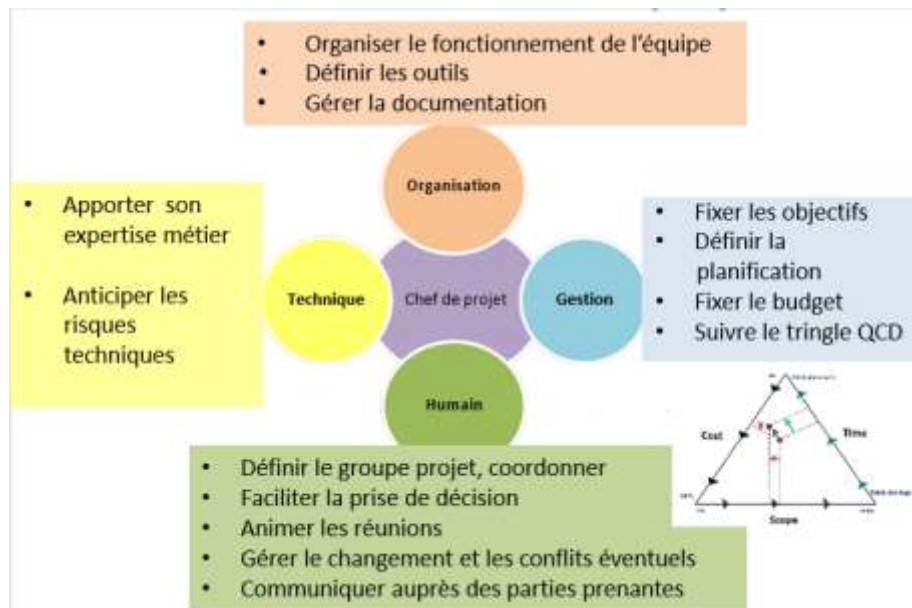 • Organiser le fonctionnement de l'équipe
• Définir les outils
• Gérer la documentation
Organisation
• Apporter son
expertise métier
• Anticiper les
risques
techniques
Technique
Chef de projet
Gestion
• Fixer les objectifs
• Définir la
planification
• Fixer le budget
• Suivre le tringle QCD
Humain
Cost
Time
Scope
• Définir le groupe projet, coordonner
• Faciliter la prise de décision
• Animer les réunions
• Gérer le changement et les conflits éventuels
• Communiquer auprès des parties prenantes